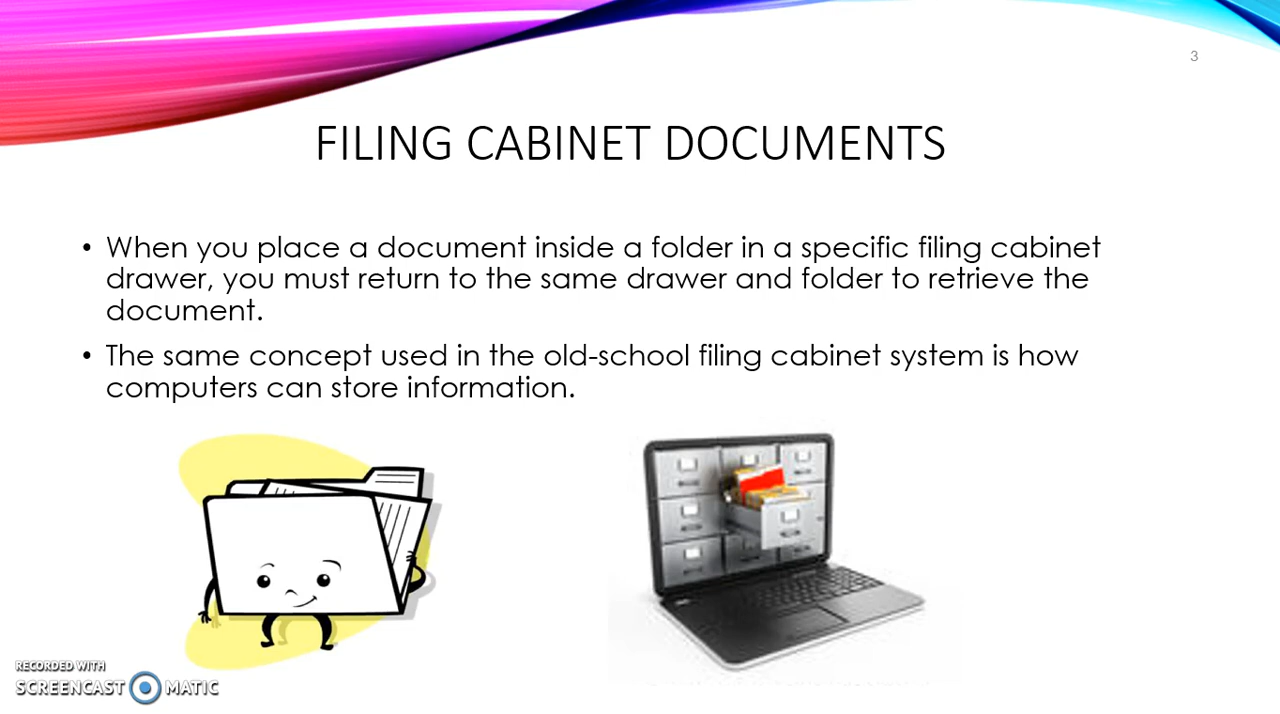 3
FILING CABINET DOCUMENTS
• When you place a document inside a folder in a specific filing cabinet
drawer, you must return to the same drawer and folder to retrieve the
document.
• The same concept used in the old-school filing cabinet system is how
computers can store information.
RECORDED WITH
SCREENCAST MATIC